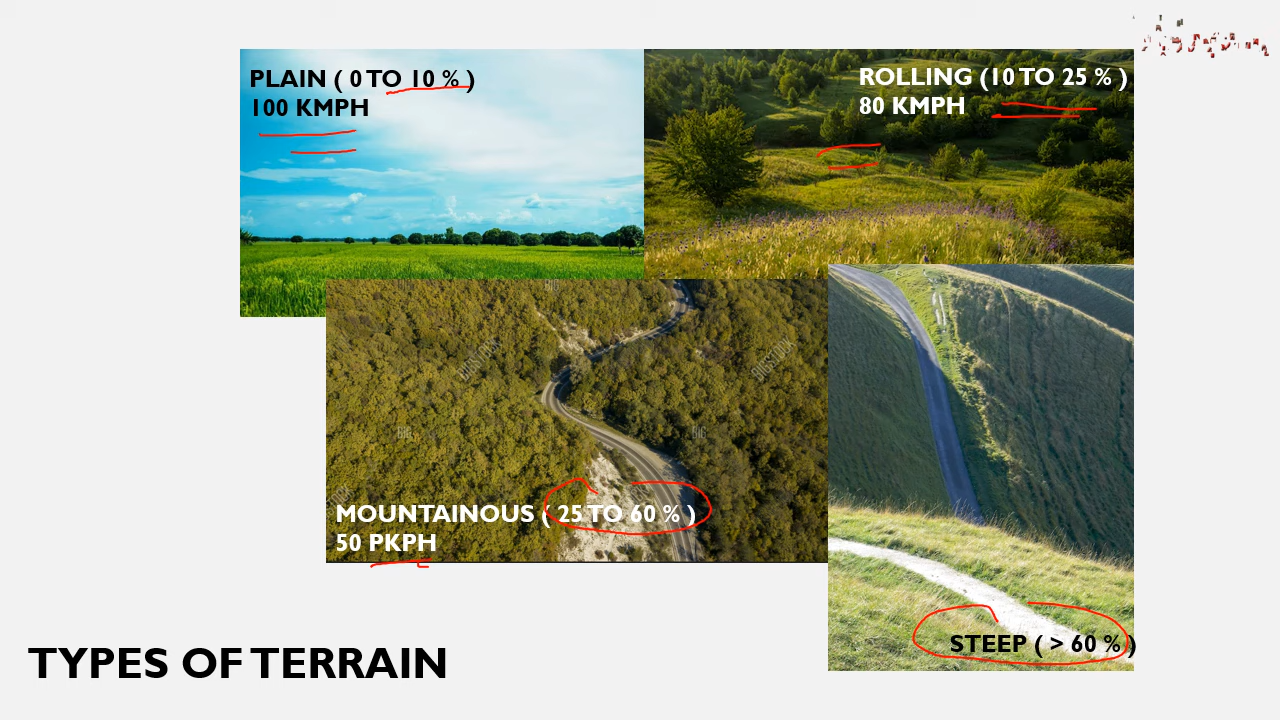 PLAIN ( 0 TO 10 % )
100 KMPH
ROLLING (10 TO 25 % )
80 KMPH
MOUNTAINOUS ( 25 TO 60 % )
50 PKPH
STEEP ( > 60 % )
TYPES OF TERRAIN